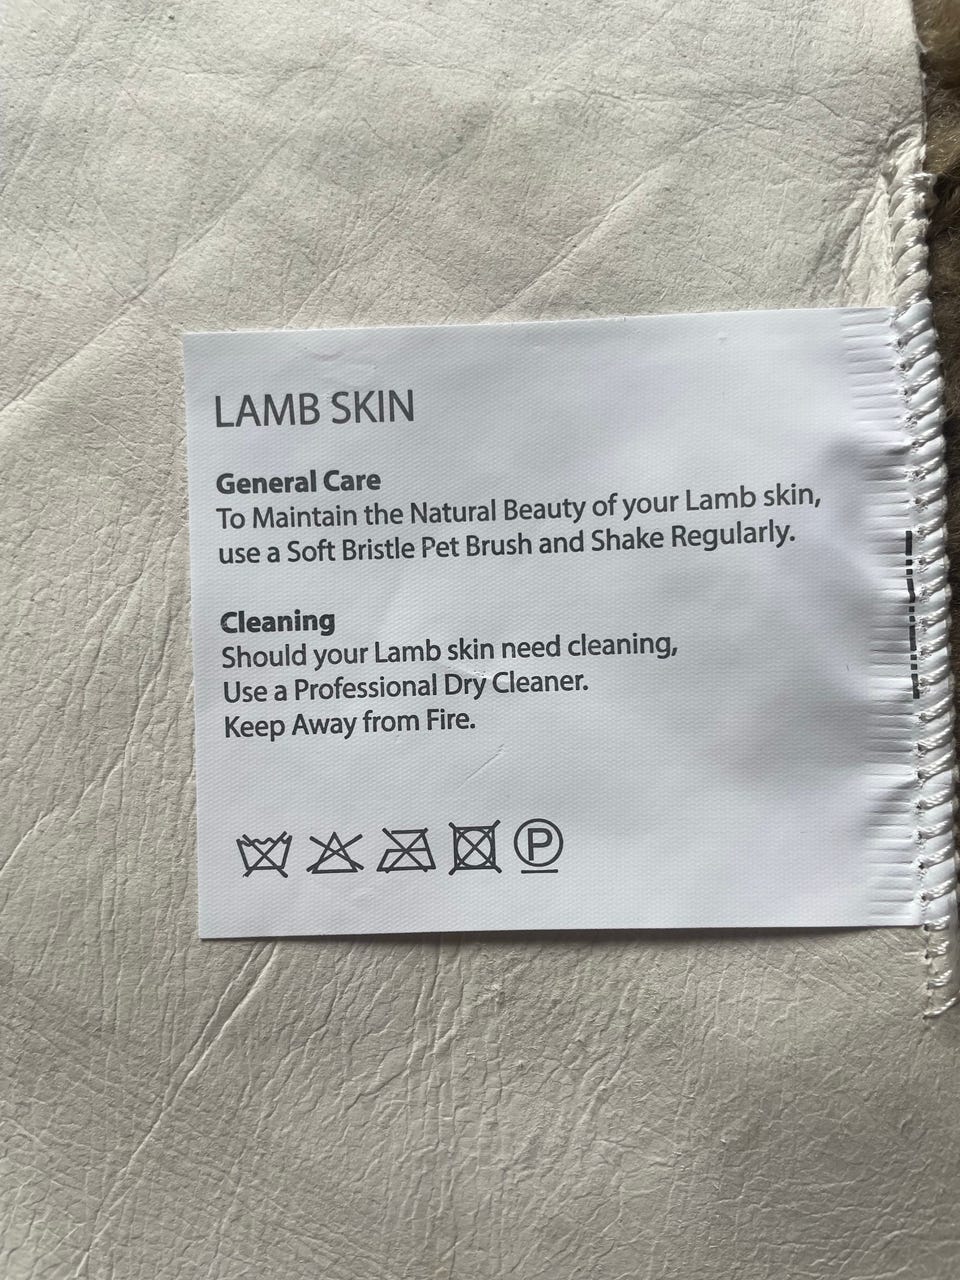 LAMB SKIN
General Care
To Maintain the Natural Beauty of your Lamb skin,
use a Soft Bristle Pet Brush and Shake Regularly.
Cleaning
Should your Lamb skin need cleaning,
Use a Professional Dry Cleaner.
Keep Away from Fire.
P